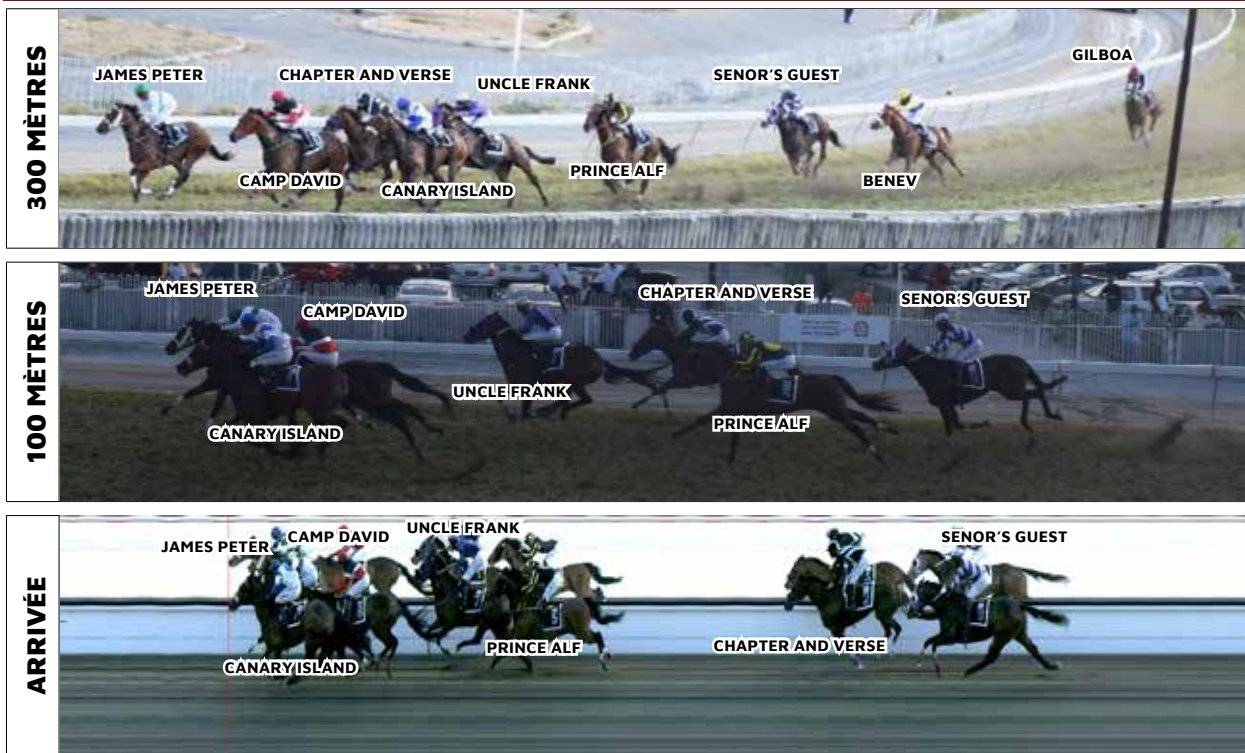 300 MÈTRES
JAMES PETER
CHAPTER AND VERSE
UNCLE FRANK
SENOR'S GUEST
GILBOA
CAMP DAVID
CANARY ISLAND
PRINCE ALF
BENEV
100 MÈTRES
JAMES PETER
CAMP DAVID
CHAPTER AND VERSE
SENOR'S GUEST
UNCLE FRANK
CANARY ISLAND
PRINCE ALF
ARRIVÉE
JAMES PETER
CAMP DAVID
UNCLE FRANK
SENOR'S GUEST
CANARY ISLAND
PRINCE ALF
CHAPTER AND VERSE